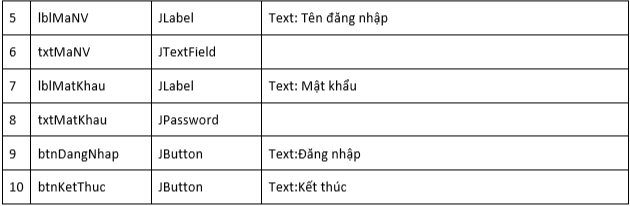 5 lblMaNV JLabel Text: Tên đăng nhập
6 txtMaNV JTextField
7 lblMatKhau JLabel Text: Mật khẩu
8 txtMatKhau JPassword
9 btnDangNhap JButton Text:Đăng nhập
10 btnKetThuc JButton Text:Kết thúc